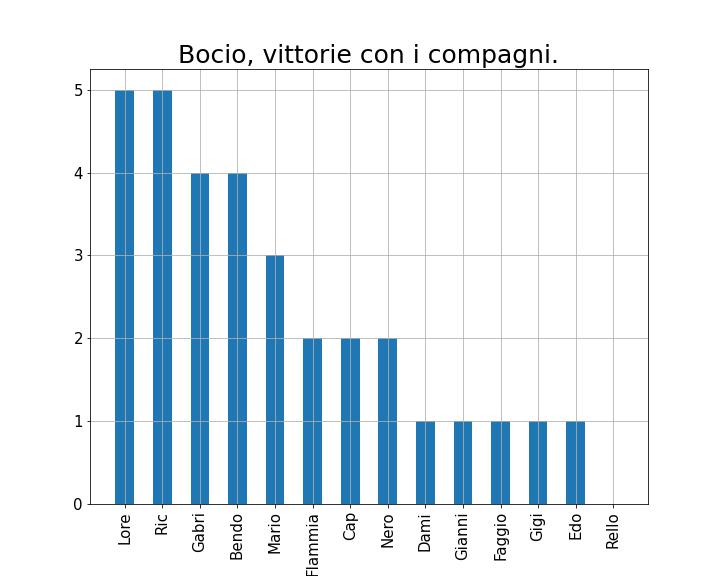 Bocio, vittorie con i compagni.
5
4
3
2
1
0
Lore
Ric
Gabri
Bendo
Mario
Flammia
Cap
Nero
Dami
Gianni
Faggio
Gigi
Edo
Rello